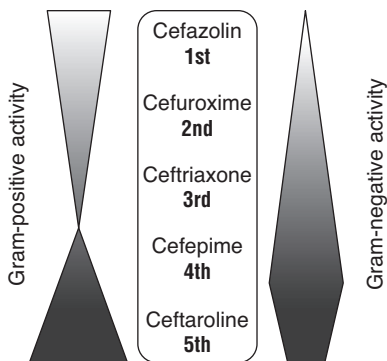 Gram-positive activity
Cefazolin
1st
Cefuroxime
2nd
Ceftriaxone
3rd
Cefepime
4th
Ceftaroline
5th
Gram-negative activity